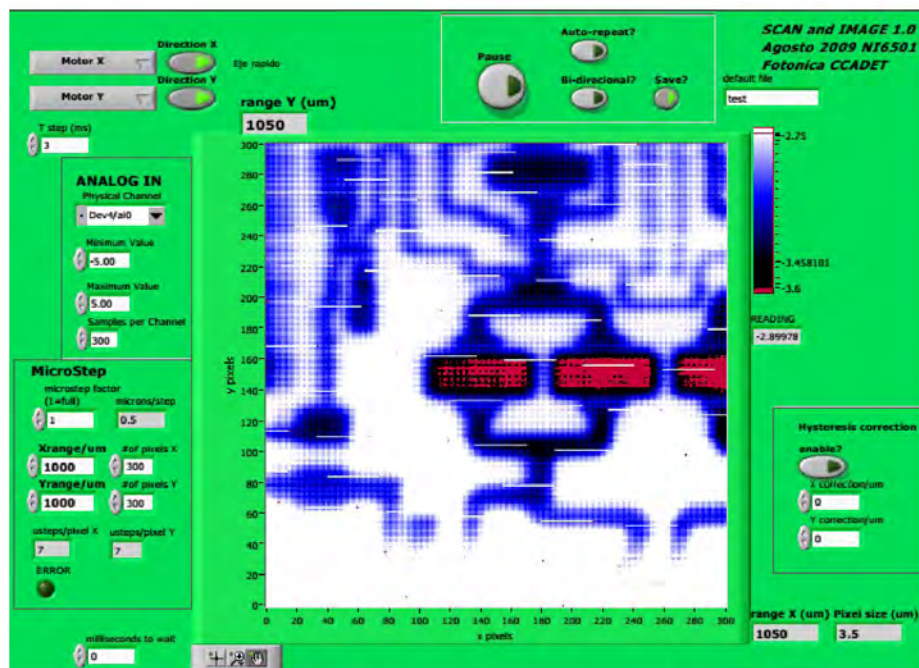 SCAN and IMAGE 1.0
Agosto 2009 NI6501
Fotonica CCADET
default file
test
Motor X
Direction X
Eje rapido
Motor Y
Direction Y
T step (ms)
3
range Y (um)
1050
Pause
Auto-repeat?
Bi-direcional?
Save?
ANALOG IN
Physical Channel
Dev4/ai0
Minimum Value
-5.00
Maximum Value
5.00
Samples per Channel
300
MicroStep
microstep factor
(1=full)
microns/step
1
0.5
Xrange/um
#of pixels X
1000
300
Yrange/um
#of pixels Y
1000
300
usteps/pixel X
usteps/pixel Y
7
7
ERROR
milliseconds to wait
0
y pixels
300
280
260
240
220
200
180
160
140
120
100
80
60
40
20
0
0 20 40 60 80 100 120 140 160 180 200 220 240 260 280 300
x pixels
-2.75
-3.458101
-3.6
READING
-2.89978
Hysteresis correction
enable?
X correction/um
0
Y correction/um
0
range X (um)
Pixel size (um)
1050
3.5